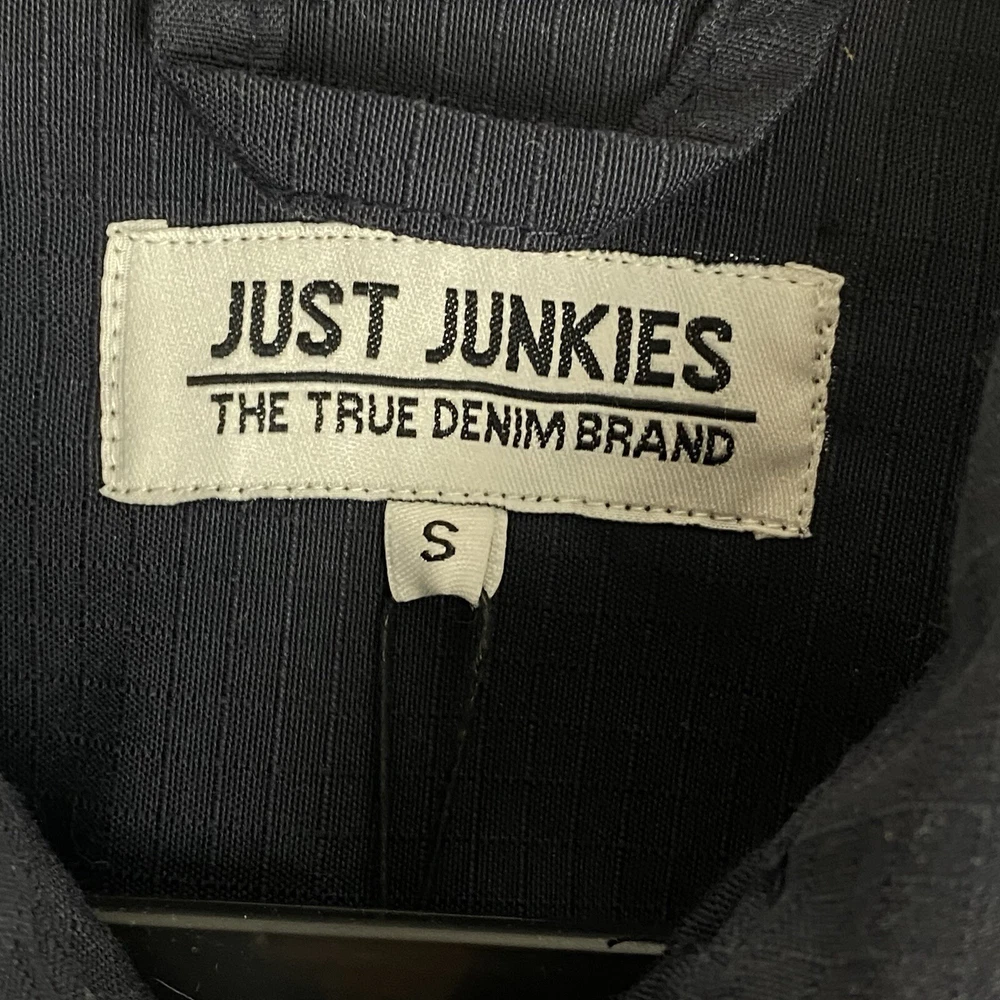 JUST JUNKIES
THE TRUE DENIM BRAND
S